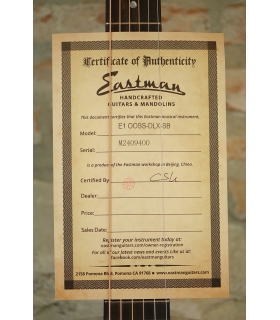 Certificate of Authenticity
Eastman
HANDCRAFTED
GUITARS & MANDOLINS
This document certifies that this Eastman musical instrument,
Model: E1 OOSS-DLX-SB
Serial: M2409400
is a product of the Eastman workshop in Beijing, China.
Certified By:
Dealer:
Price:
Sales Date:
Register your instrument today at:
eastmanguitars.com/owner-registration
For all of our latest news and events Like us at:
facebook.com/eastmanguitars
2158 Pomona Bl, Pomona CA 91768 • www.eastmanguitars.com